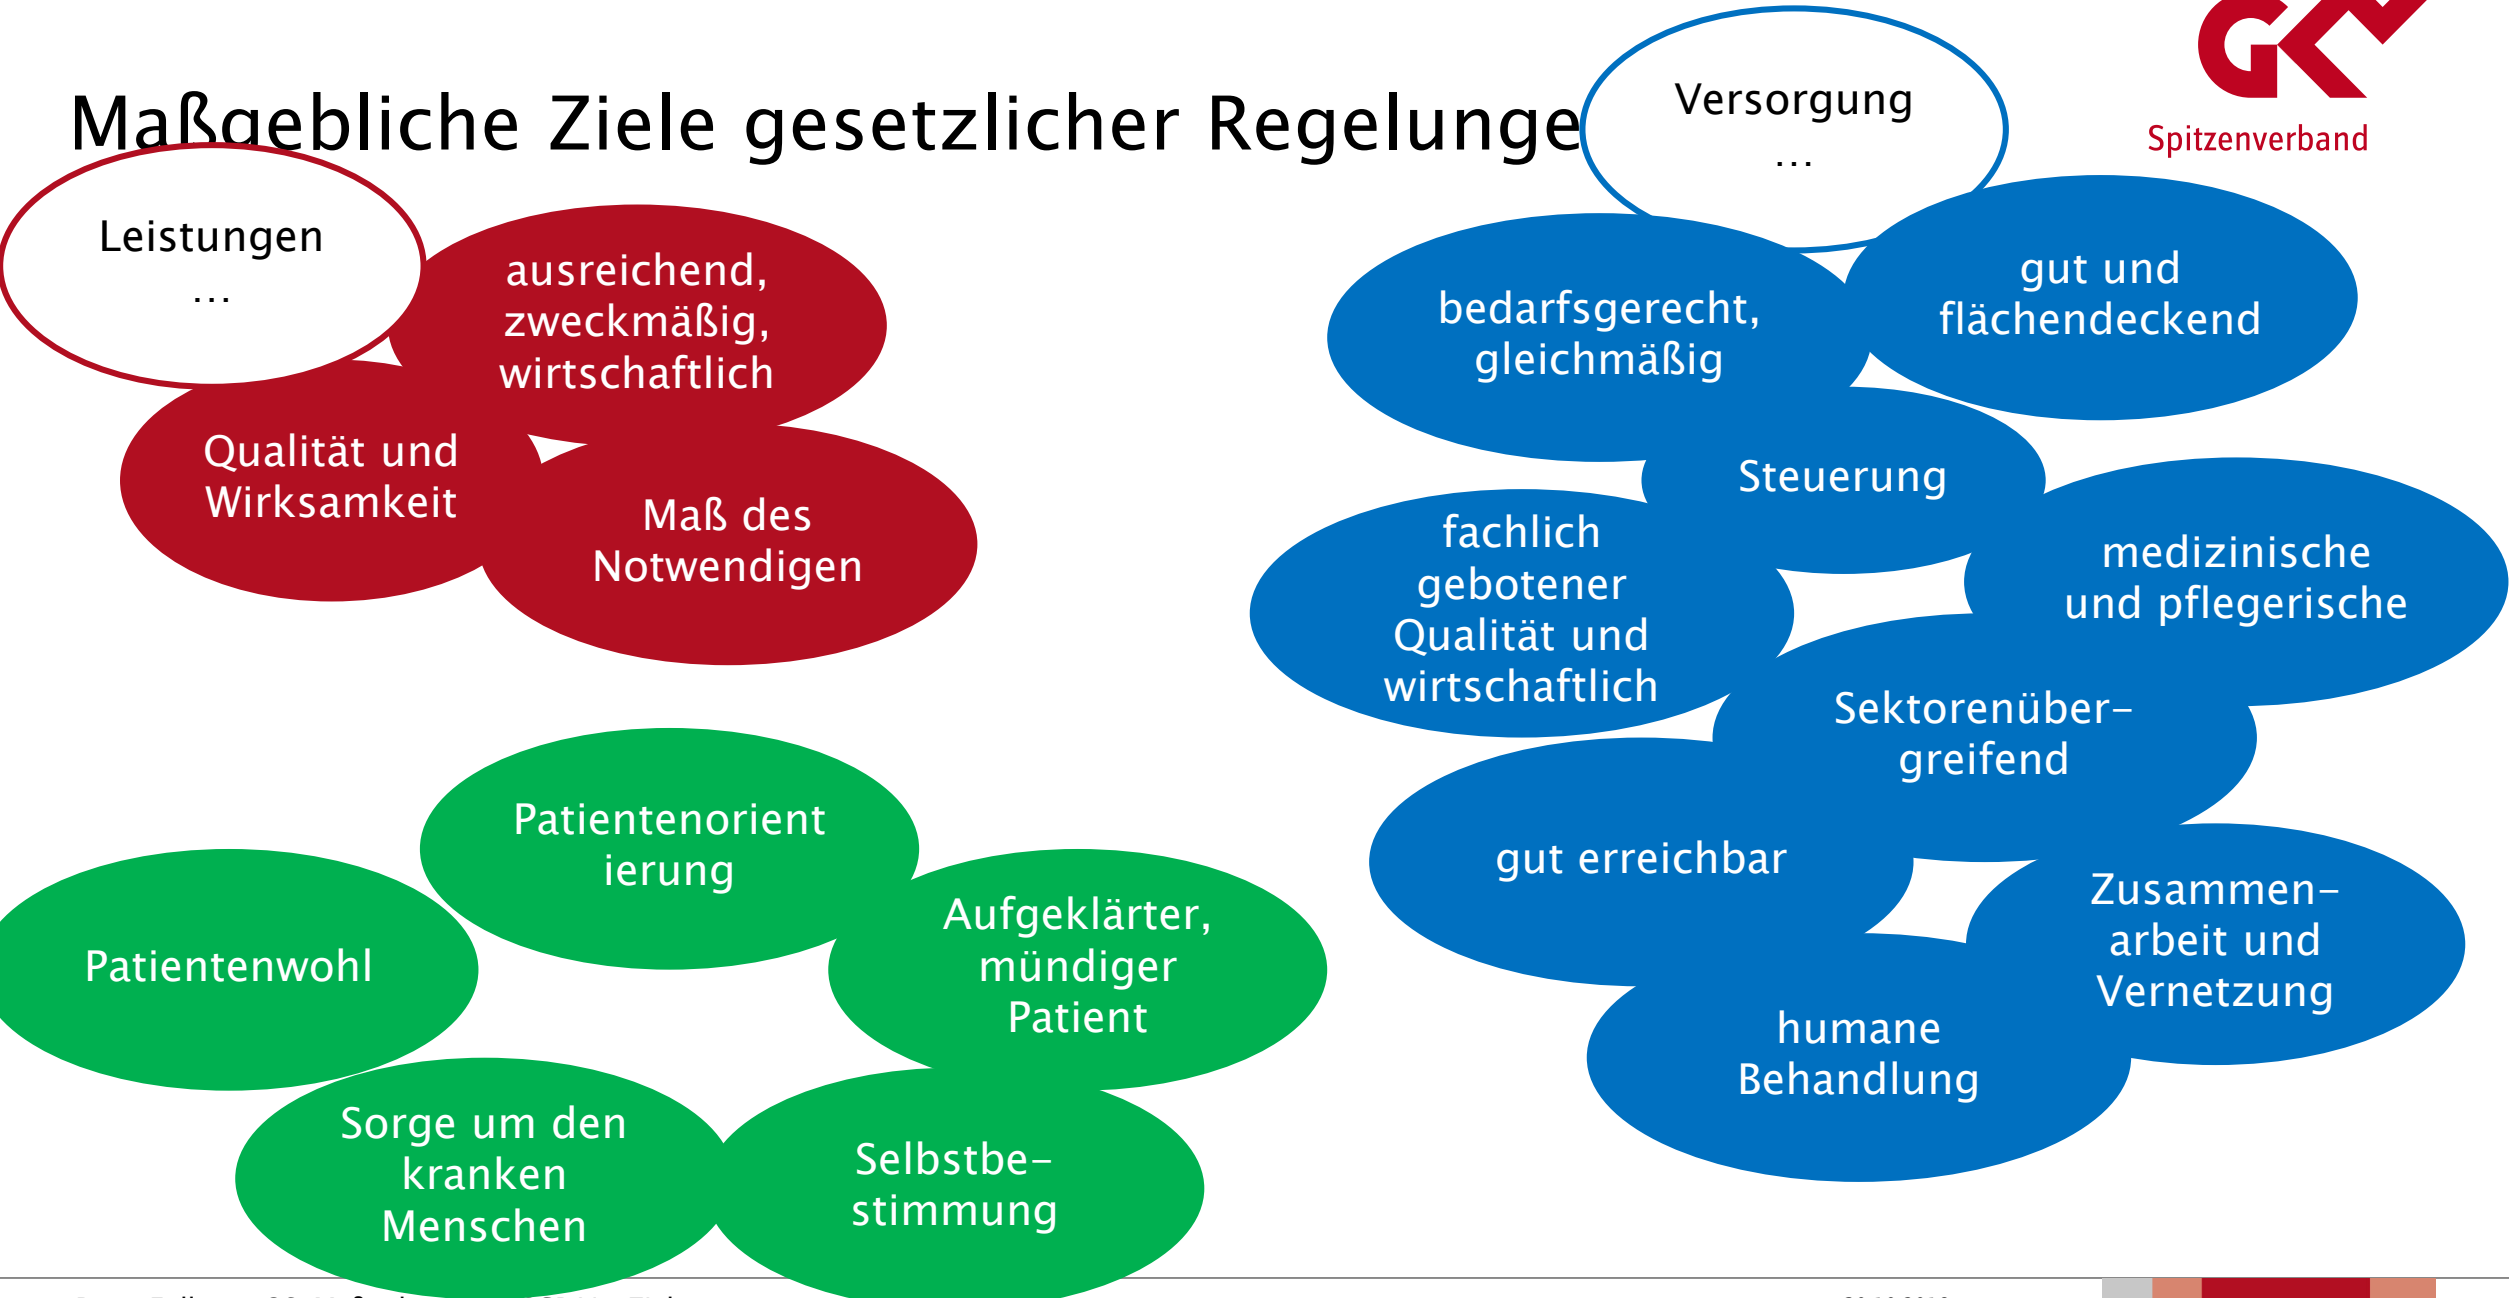 Maßgebliche Ziele gesetzlicher Regelunge
GKV
Spitzenverband
Versorgung
...
Leistungen
...
ausreichend,
zweckmäßig,
wirtschaftlich
Qualität und
Wirksamkeit
Maß des
Notwendigen
bedarfsgerecht,
gleichmäßig
gut und
flächendeckend
Steuerung
fachlich
gebotener
Qualität und
wirtschaftlich
medizinische
und pflegerische
Sektorenüber-
greifend
gut erreichbar
Zusammen-
arbeit und
Vernetzung
humane
Behandlung
Patientenorient
ierung
Patientenwohl
Aufgeklärter,
mündiger
Patient
Sorge um den
kranken
Menschen
Selbstbe-
stimmung